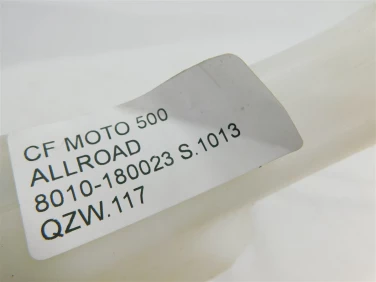 CF MOTO 500
ALLROAD
8010-180023 S.1013
QZW.117